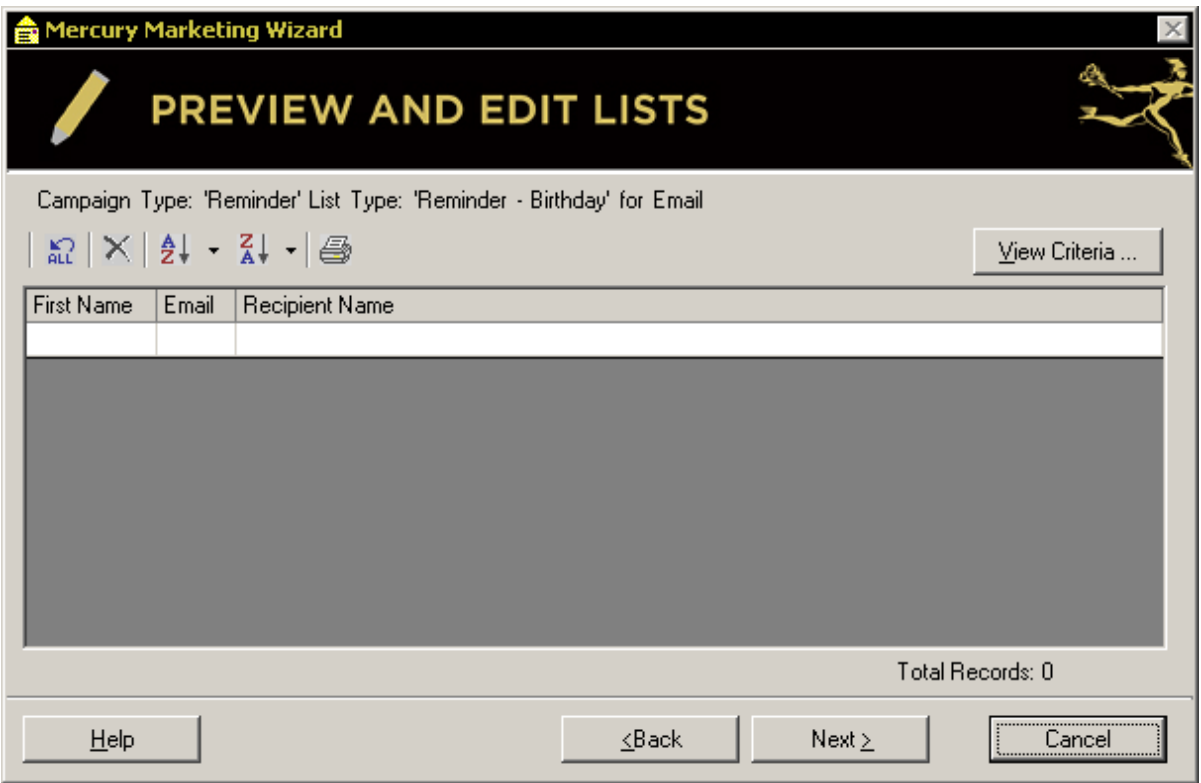 Mercury Marketing Wizard
PREVIEW AND EDIT LISTS
Campaign Type: 'Reminder' List Type: 'Reminder - Birthday' for Email
ALL
A
Z
Z
A
View Criteria ...
First Name Email Recipient Name
Total Records: 0
Help <Back Next > Cancel